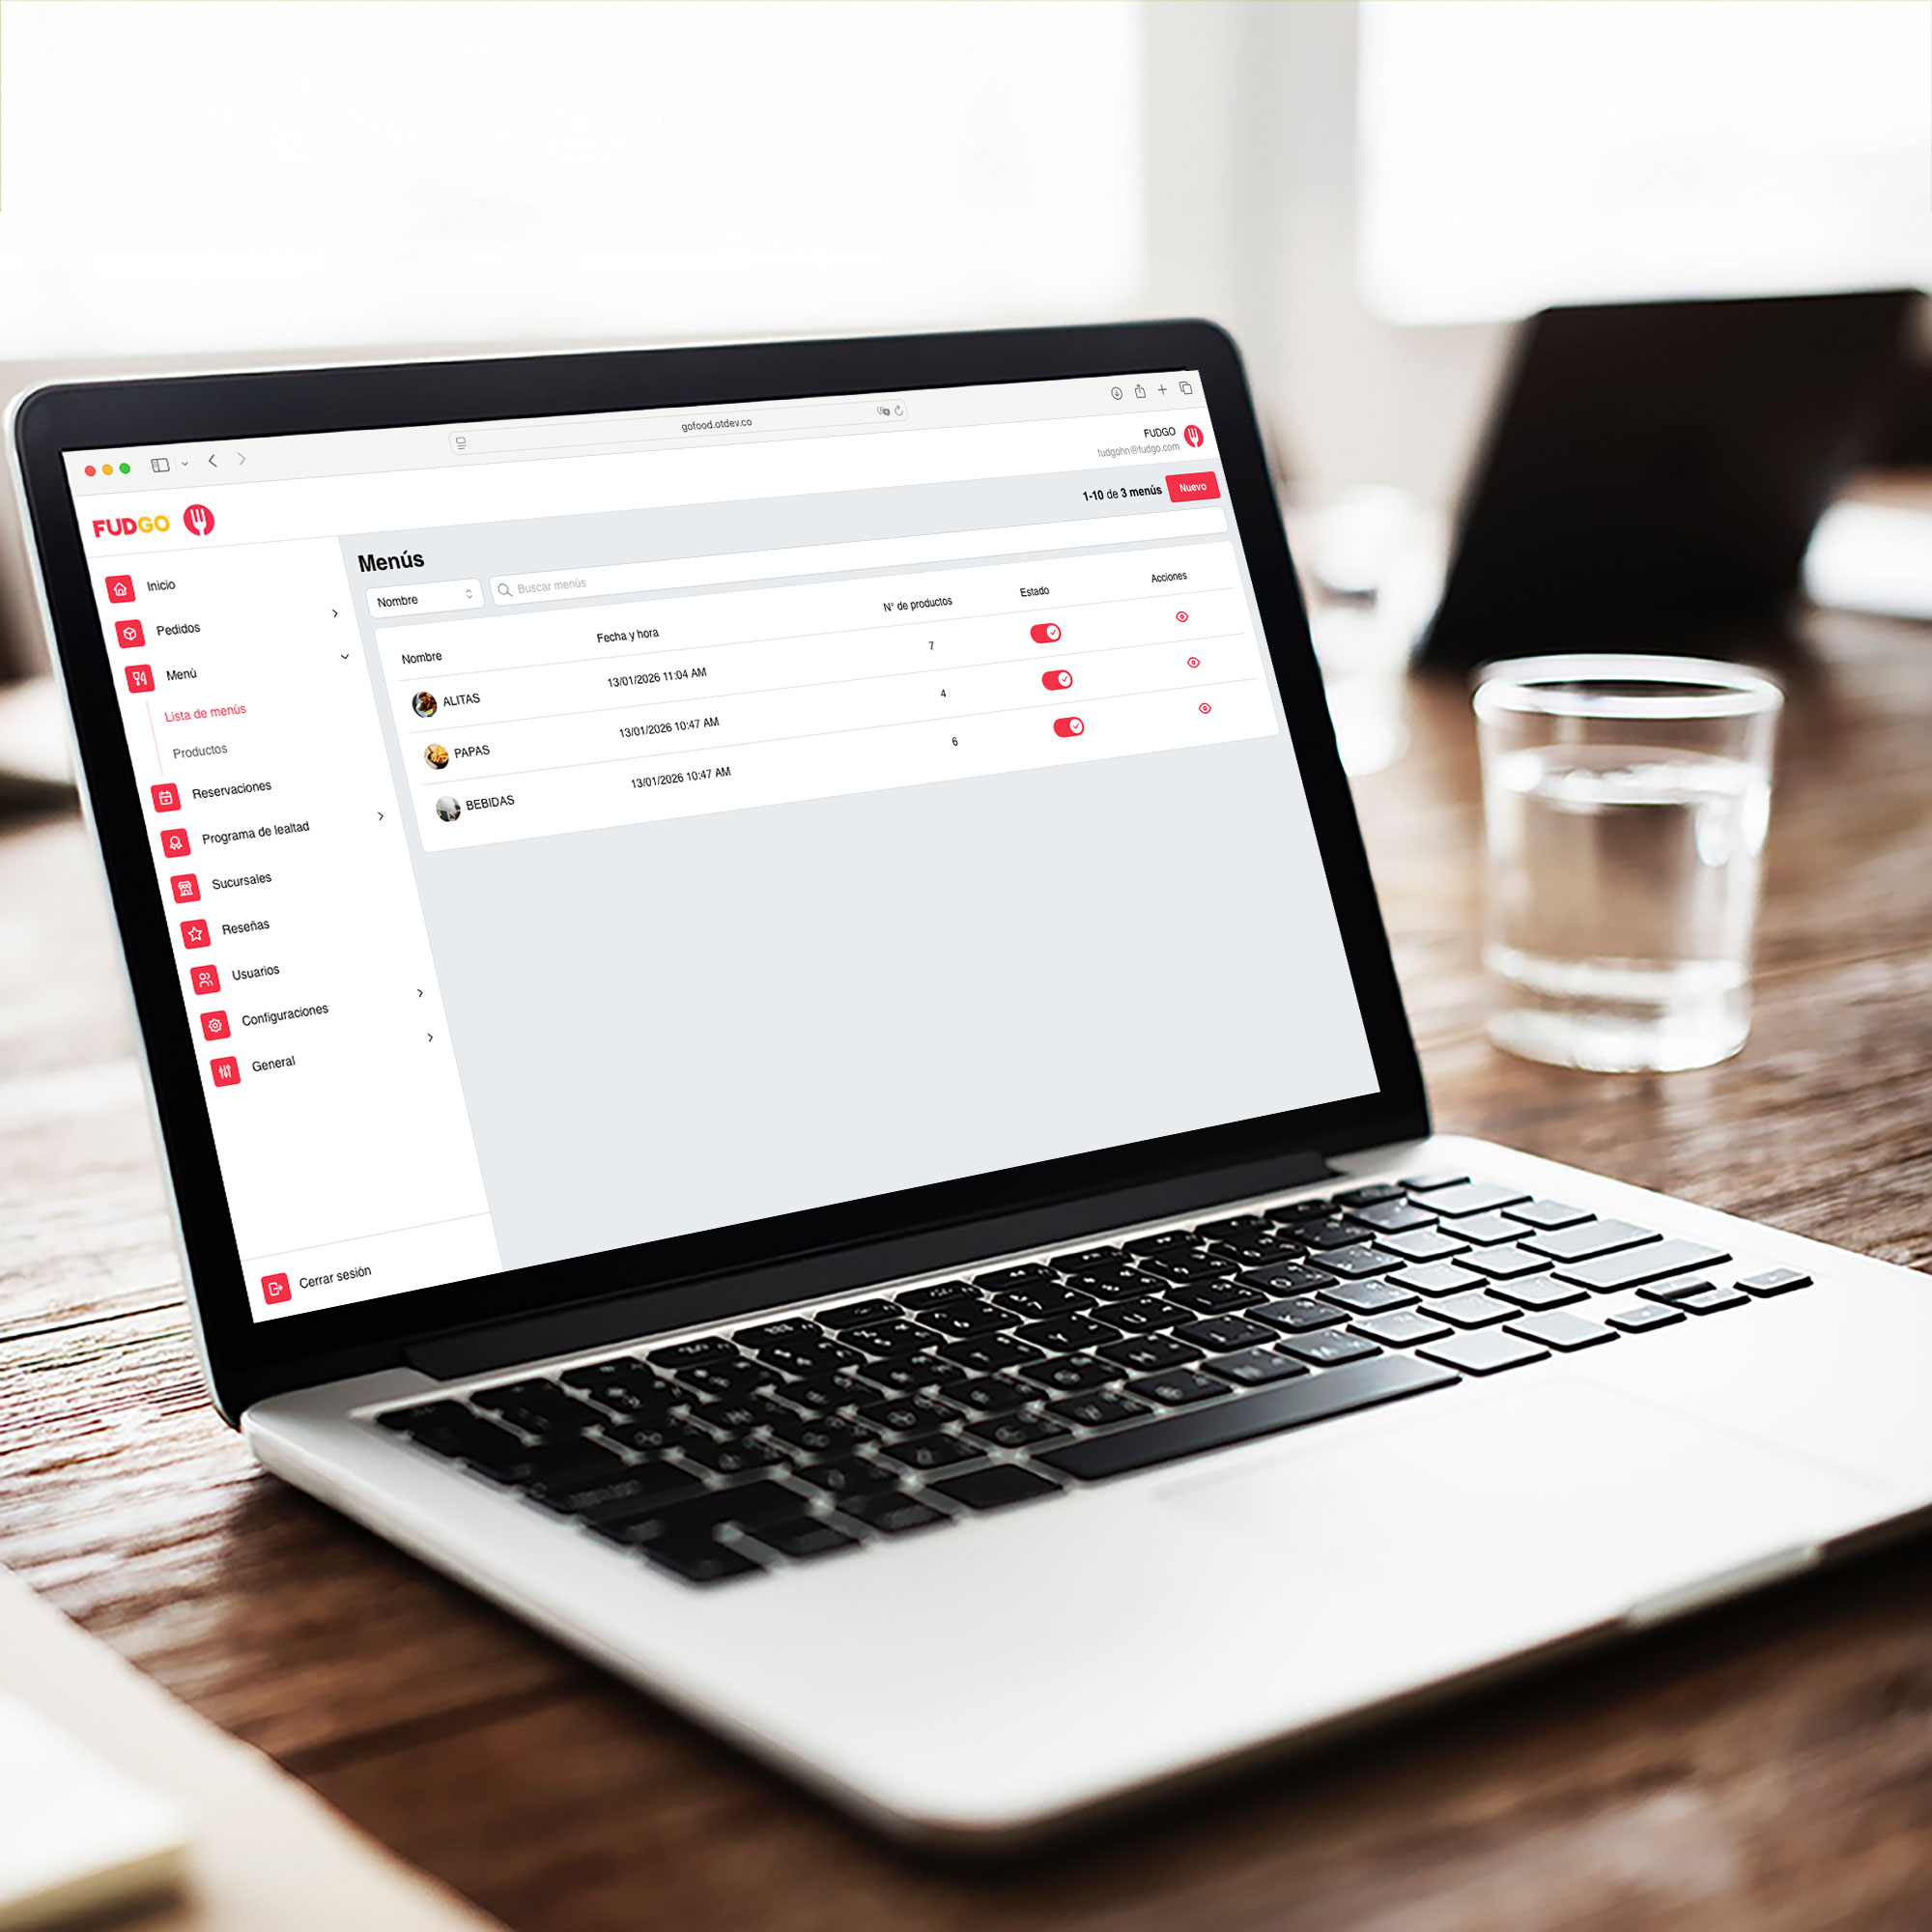 gofood.otdev.co
FUDGO
fudgohn@fudgo.com
FUDGO
Inicio
Pedidos
Menú
Lista de menús
Productos
Reservaciones
Programa de lealtad
Sucursales
Reseñas
Usuarios
Configuraciones
General
Cerrar sesión
Menús
1-10 de 3 menús
Nuevo
Nombre
Buscar menús
Nombre Fecha y hora N° de productos Estado Acciones
ALITAS 13/01/2026 11:04 AM 7
PAPAS 13/01/2026 10:47 AM 4
BEBIDAS 13/01/2026 10:47 AM 6